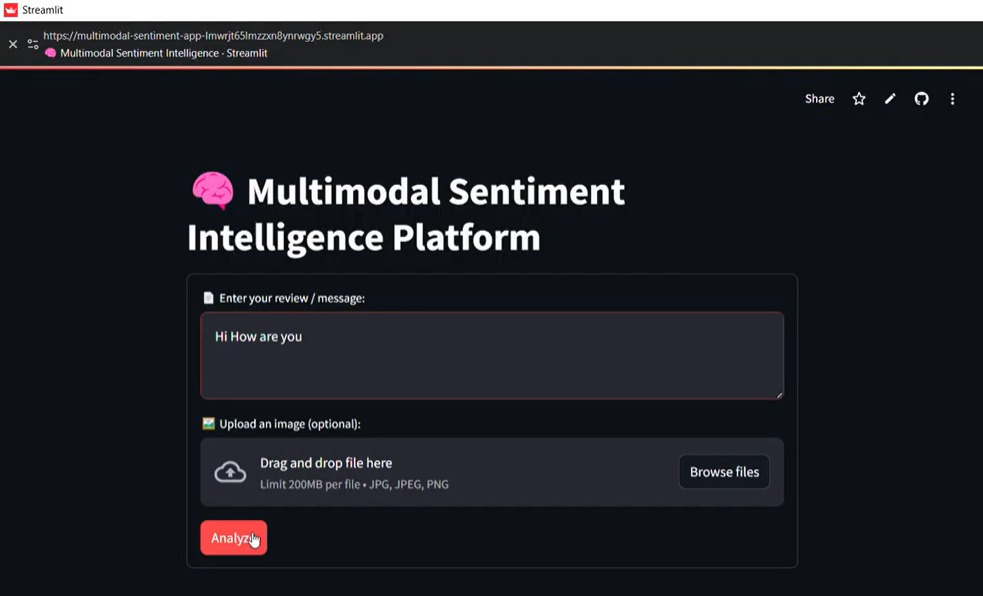 Streamlit
https://multimodal-sentiment-app-lmwrjt65lmzzxn8ynrwgy5.streamlit.app
Multimodal Sentiment Intelligence · Streamlit
Share
Multimodal Sentiment
Intelligence Platform
Enter your review / message:
Hi How are you
Upload an image (optional):
Drag and drop file here
Limit 200MB per file • JPG, JPEG, PNG
Browse files
Analyze